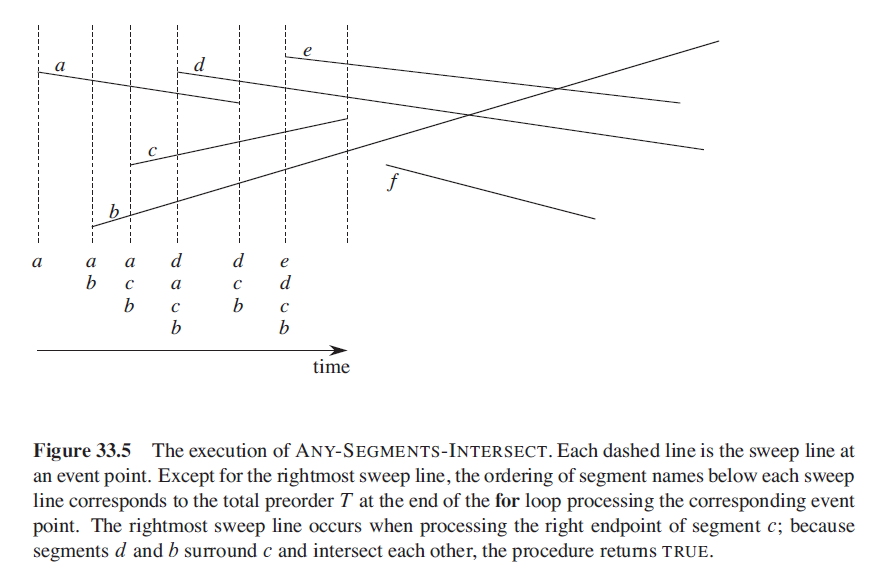 e
a d
c
b f
a a a d d e
b c a c d
b c b c
b b
time
Figure 33.5 The execution of ANY-SEGMENTS-INTERSECT. Each dashed line is the sweep line at
an event point. Except for the rightmost sweep line, the ordering of segment names below each sweep
line corresponds to the total preorder T at the end of the for loop processing the corresponding event
point. The rightmost sweep line occurs when processing the right endpoint of segment c; because
segments d and b surround c and intersect each other, the procedure returns TRUE.